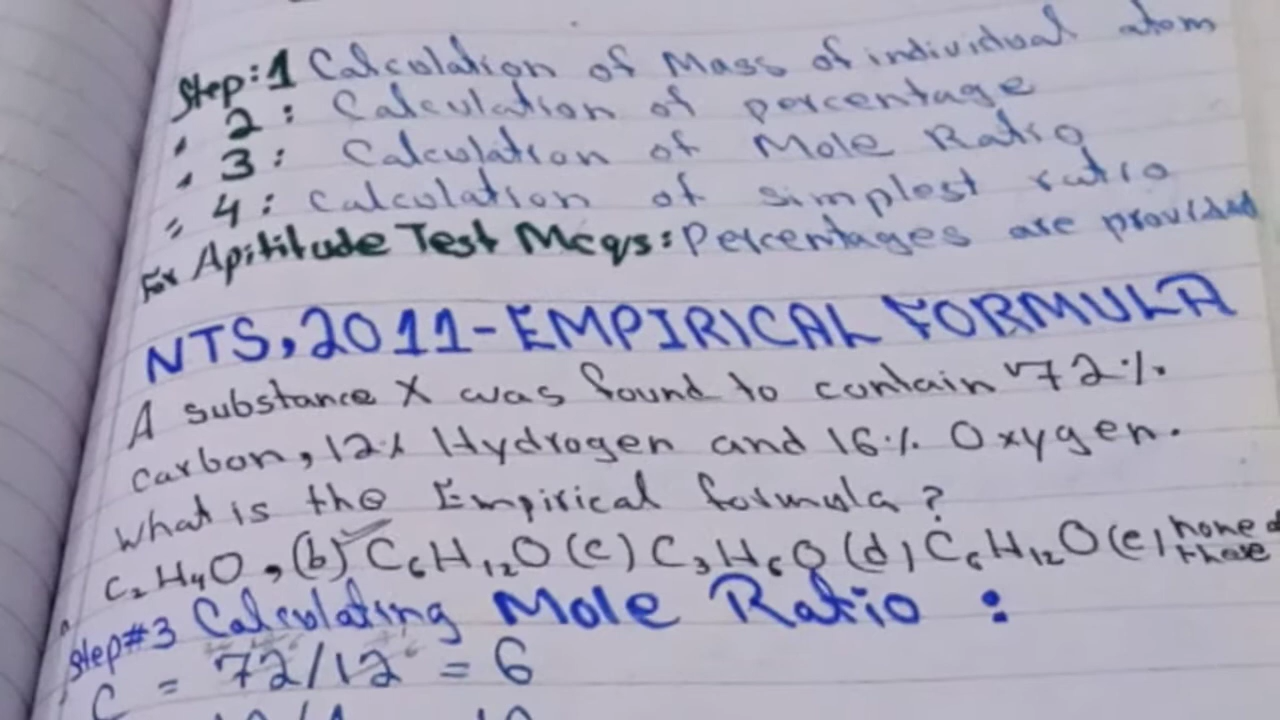 Step:1 Calculation of Mass of individual atom
" 2: Calculation of percentage
" 3: Calculation of Mole Ratio
" 4: Calculation of simplest ratio
For Apititude Test Mcqs: Percentages are provided
NTS, 2011-EMPIRICAL FORMULA
A substance X was found to contain 72%
carbon, 12% Hydrogen and 16% Oxygen.
What is the Empirical formula?
C₂H₄O, (b) C₆H₁₂O (c) C₃H₆O (d) C₆H₁₂O (e) none of these
Step#3 Calculating Mole Ratio:
C = 72/12 = 6